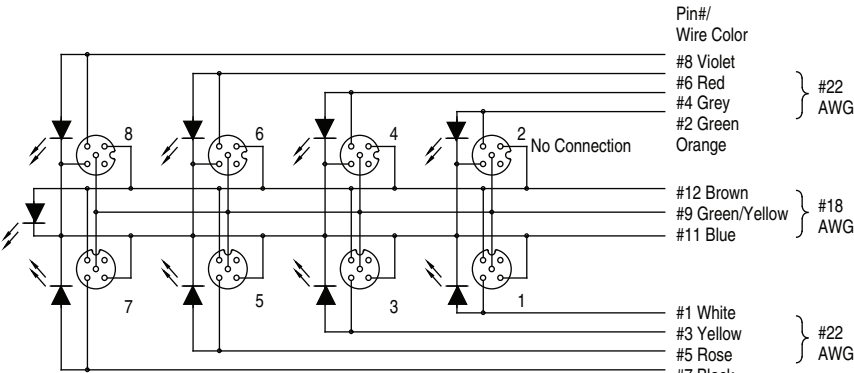 Pin#/
Wire Color
#8 Violet
#6 Red
#4 Grey
#2 Green
Orange
#22
AWG
8
6
4
2
No Connection
#12 Brown
#9 Green/Yellow
#11 Blue
#18
AWG
7
5
3
1
#1 White
#3 Yellow
#5 Rose
#7 Black
#22
AWG